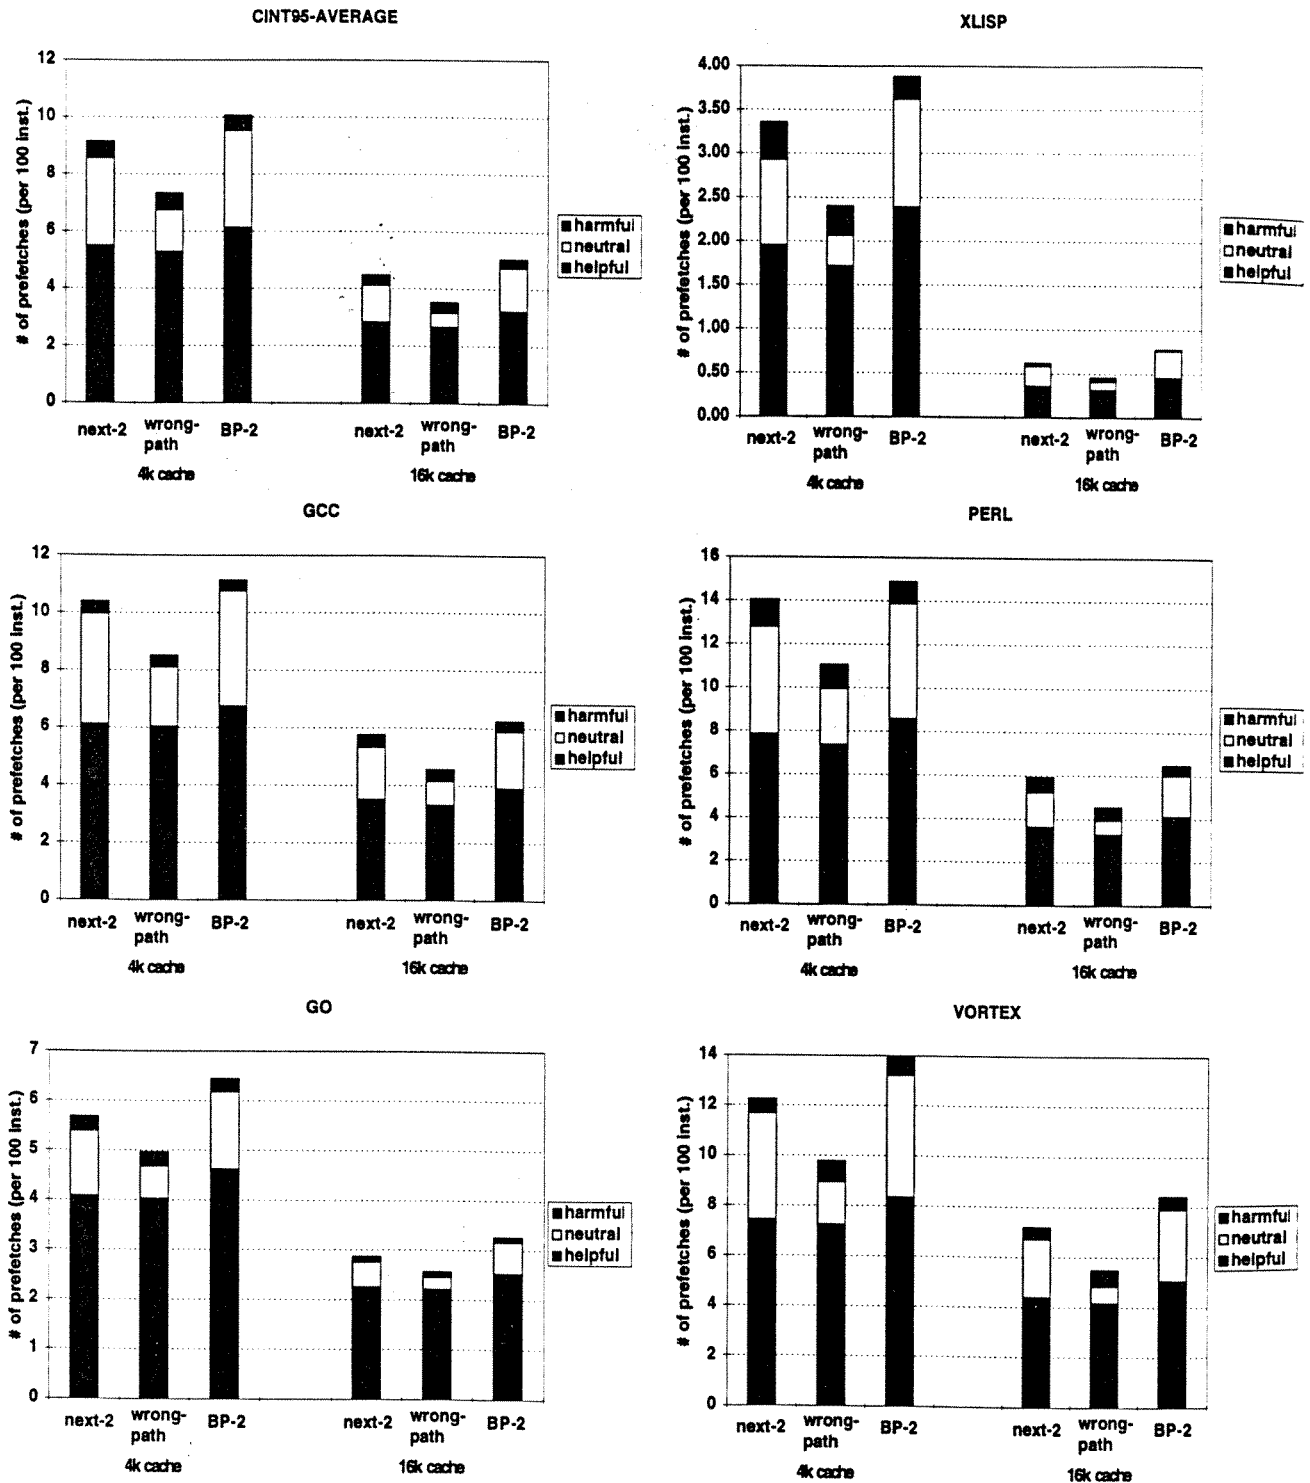 CINT95-AVERAGE
# of prefetches (per 100 inst.)
12
10
8
6
4
2
0
next-2
wrong-
path
BP-2
next-2
wrong-
path
BP-2
4k cache
16k cache
harmful
neutral
helpful
XLISP
# of prefetches (per 100 inst.)
4.00
3.50
3.00
2.50
2.00
1.50
1.00
0.50
0.00
next-2
wrong-
path
BP-2
next-2
wrong-
path
BP-2
4k cache
16k cache
harmful
neutral
helpful
GCC
# of prefetches (per 100 inst.)
12
10
8
6
4
2
0
next-2
wrong-
path
BP-2
next-2
wrong-
path
BP-2
4k cache
16k cache
harmful
neutral
helpful
PERL
# of prefetches (per 100 inst.)
16
14
12
10
8
6
4
2
0
next-2
wrong-
path
BP-2
next-2
wrong-
path
BP-2
4k cache
16k cache
harmful
neutral
helpful
GO
# of prefetches (per 100 inst.)
7
6
5
4
3
2
1
0
next-2
wrong-
path
BP-2
next-2
wrong-
path
BP-2
4k cache
16k cache
harmful
neutral
helpful
VORTEX
# of prefetches (per 100 inst.)
14
12
10
8
6
4
2
0
next-2
wrong-
path
BP-2
next-2
wrong-
path
BP-2
4k cache
16k cache
harmful
neutral
helpful